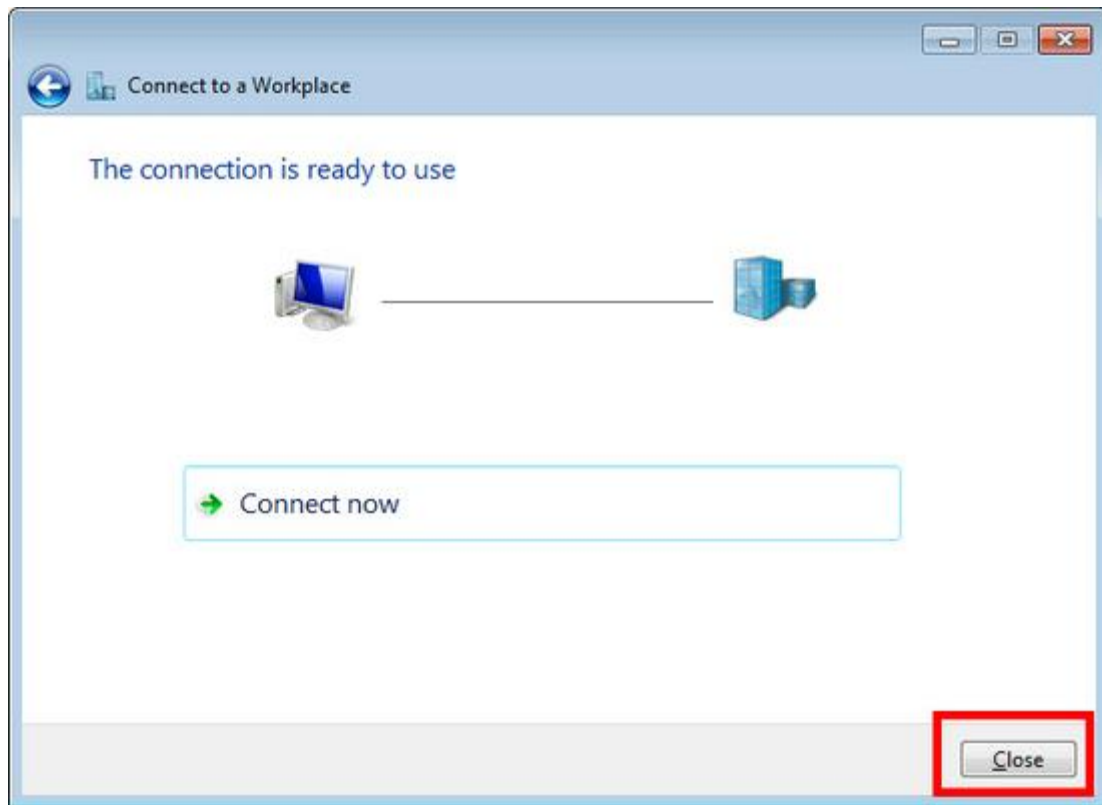 Connect to a Workplace
The connection is ready to use
Connect now
Close